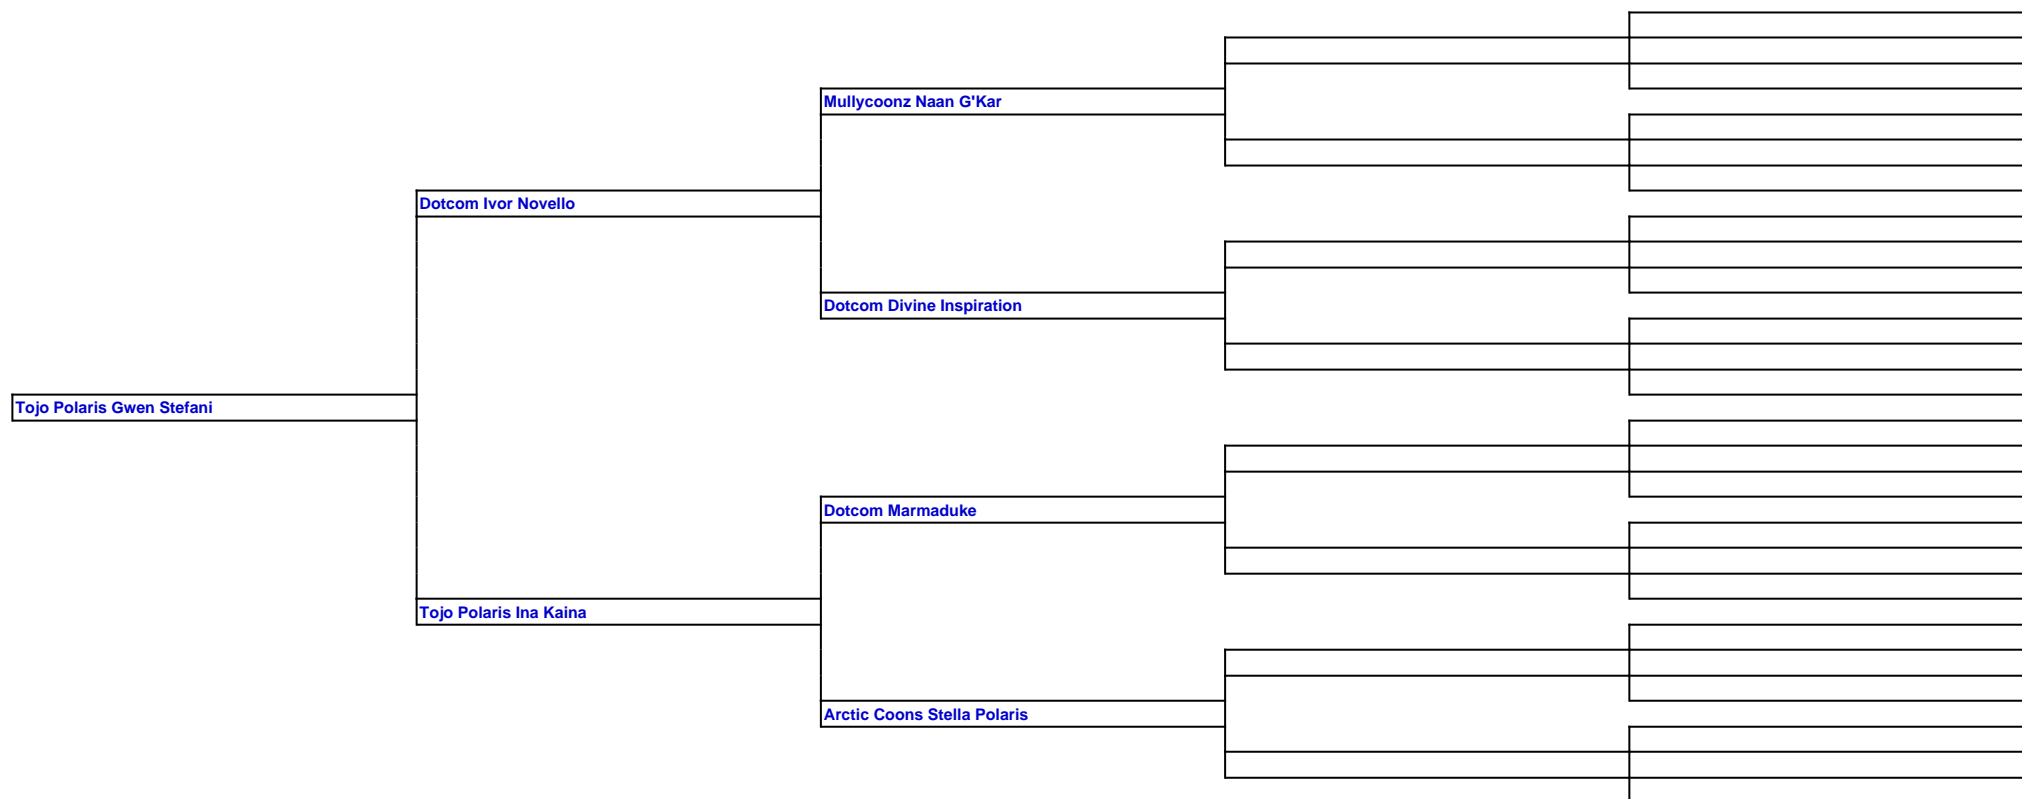 Mullycoonz Naan G'Kar
Dotcom Ivor Novello
Dotcom Divine Inspiration
Tojo Polaris Gwen Stefani
Dotcom Marmaduke
Tojo Polaris Ina Kaina
Arctic Coons Stella Polaris